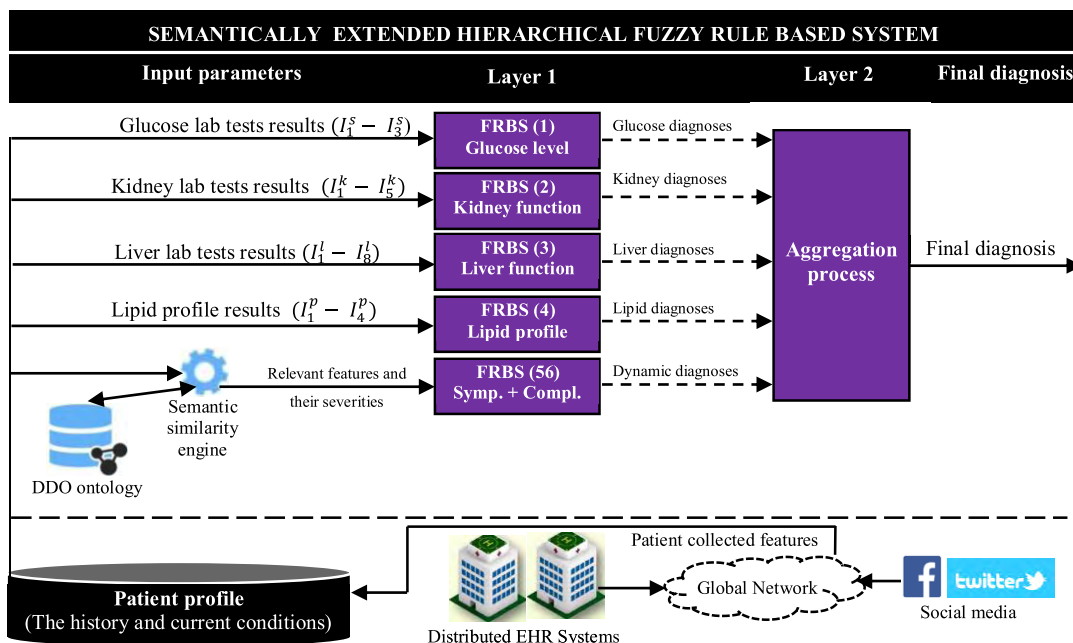 SEMANTICALLY EXTENDED HIERARCHICAL FUZZY RULE BASED SYSTEM
Input parameters
Layer 1
Layer 2
Final diagnosis
Glucose lab tests results (I₁ˢ − I₃ˢ)
FRBS (1)
Glucose level
Glucose diagnoses
Kidney lab tests results (I₁ᵏ − I₅ᵏ)
FRBS (2)
Kidney function
Kidney diagnoses
Liver lab tests results (I₁ˡ − I₈ˡ)
FRBS (3)
Liver function
Liver diagnoses
Lipid profile results (I₁ᵖ − I₄ᵖ)
FRBS (4)
Lipid profile
Lipid diagnoses
Relevant features and
their severities
FRBS (56)
Symp. + Compl.
Dynamic diagnoses
Aggregation
process
Final diagnosis
Semantic
similarity
engine
DDO ontology
Patient profile
(The history and current conditions)
H
H
Distributed EHR Systems
Patient collected features
Global Network
f
twitter
Social media